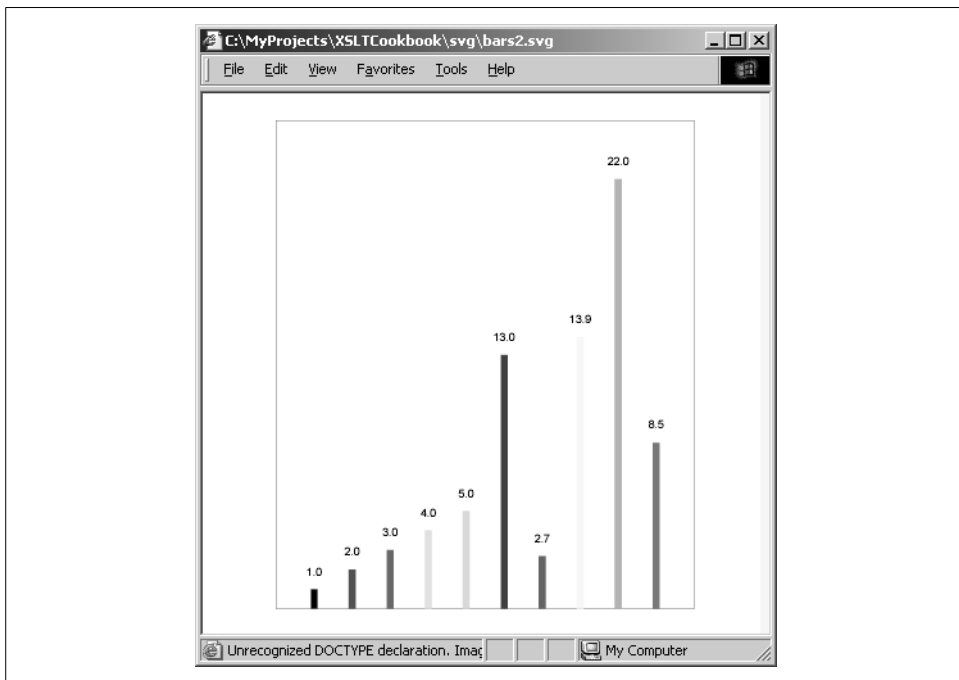 C:\MyProjects\XSLTCookbook\svg\bars2.svg
File Edit View Favorites Tools Help
22.0
13.9
13.0
8.5
5.0
4.0
3.0
2.7
2.0
1.0
Unrecognized DOCTYPE declaration. Imag
My Computer